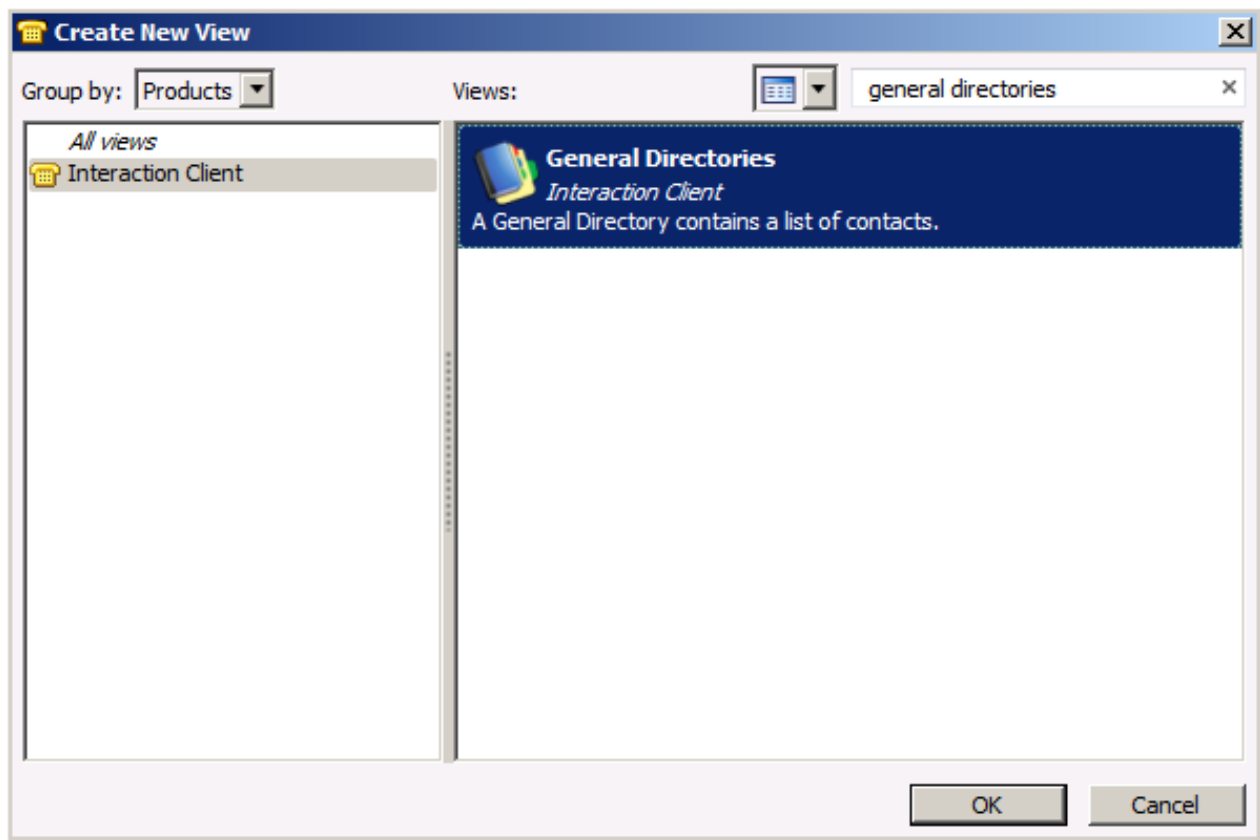 Create New View
Group by: Products
Views:
general directories
All views
Interaction Client
General Directories
Interaction Client
A General Directory contains a list of contacts.
OK
Cancel